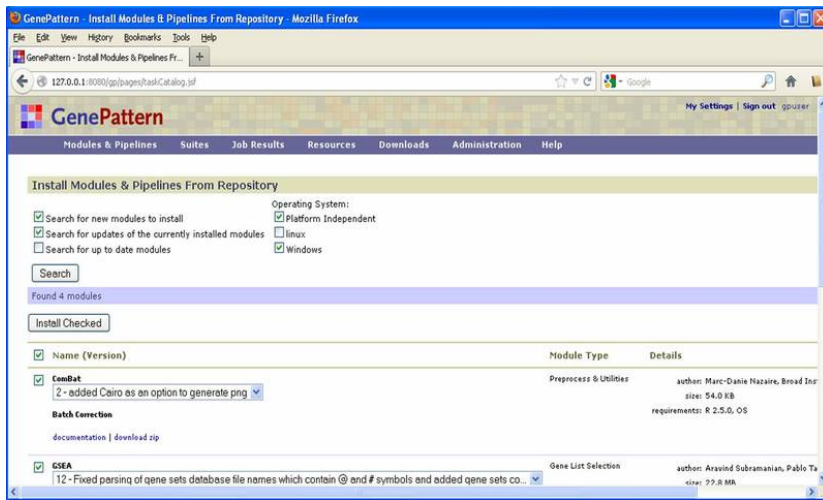 GenePattern - Install Modules & Pipelines From Repository - Mozilla Firefox
File Edit View History Bookmarks Tools Help
GenePattern - Install Modules & Pipelines Fr... +
127.0.0.1:8080/gp/pages/taskCatalog.jsf Google
GenePattern My Settings | Sign out gpuser
Modules & Pipelines Suites Job Results Resources Downloads Administration Help
Install Modules & Pipelines From Repository
Operating System:
Search for new modules to install Platform Independent
Search for updates of the currently installed modules linux
Search for up to date modules Windows
Search
Found 4 modules
Install Checked
Name (Version) Module Type Details
ComBat Preprocess & Utilities author: Marc-Danie Nazaire, Broad Ins
2 - added Cairo as an option to generate png size: 54.0 KB
Batch Correction requirements: R 2.5.0, OS
documentation | download zip
GSEA Gene List Selection author: Aravind Subramanian, Pablo Ta
12 - Fixed parsing of gene sets database file names which contain @ and # symbols and added gene sets co... size: 22.8 MB